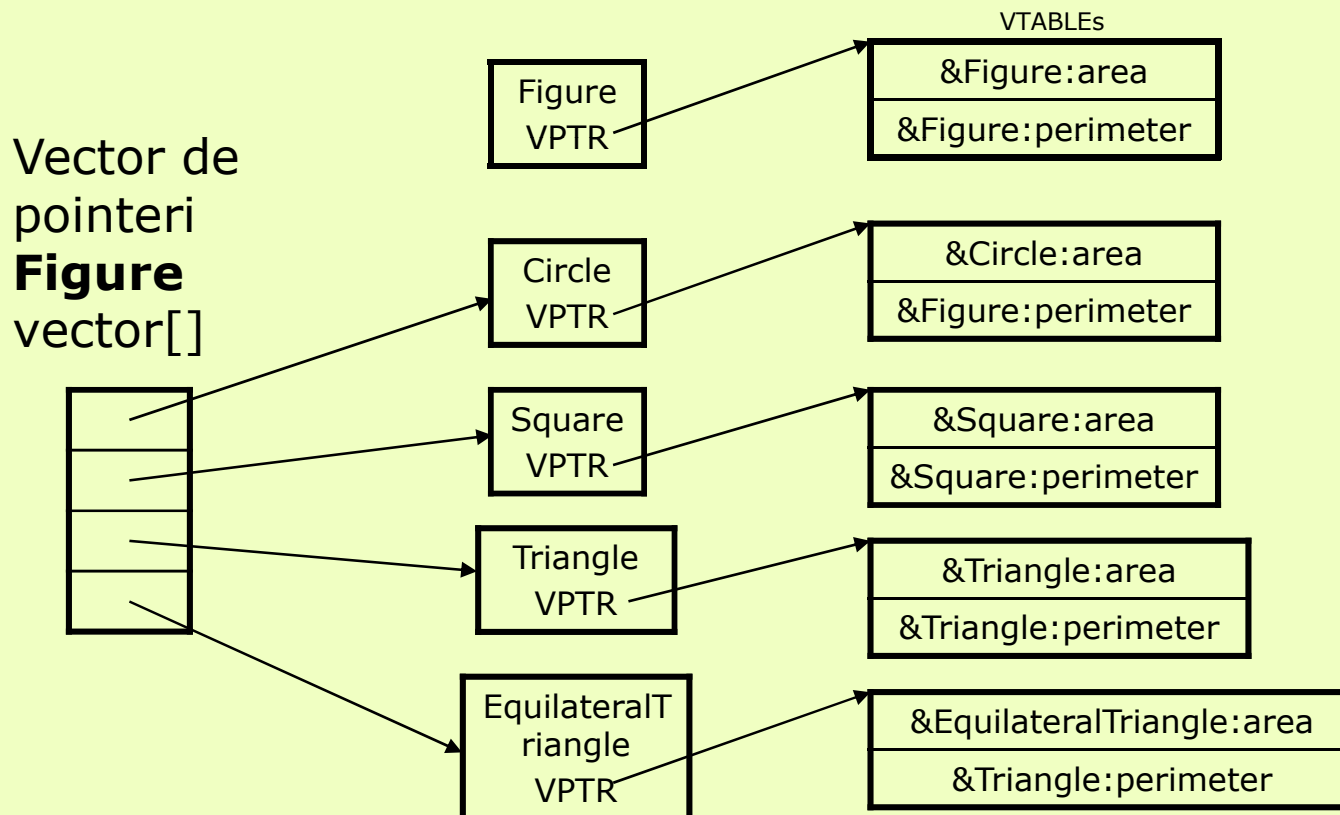 VTABLEs
Vector de
pointeri
Figure
vector[]
Figure
VPTR
&Figure:area
&Figure:perimeter
Circle
VPTR
&Circle:area
&Figure:perimeter
Square
VPTR
&Square:area
&Square:perimeter
Triangle
VPTR
&Triangle:area
&Triangle:perimeter
EquilateralT
riangle
VPTR
&EquilateralTriangle:area
&Triangle:perimeter